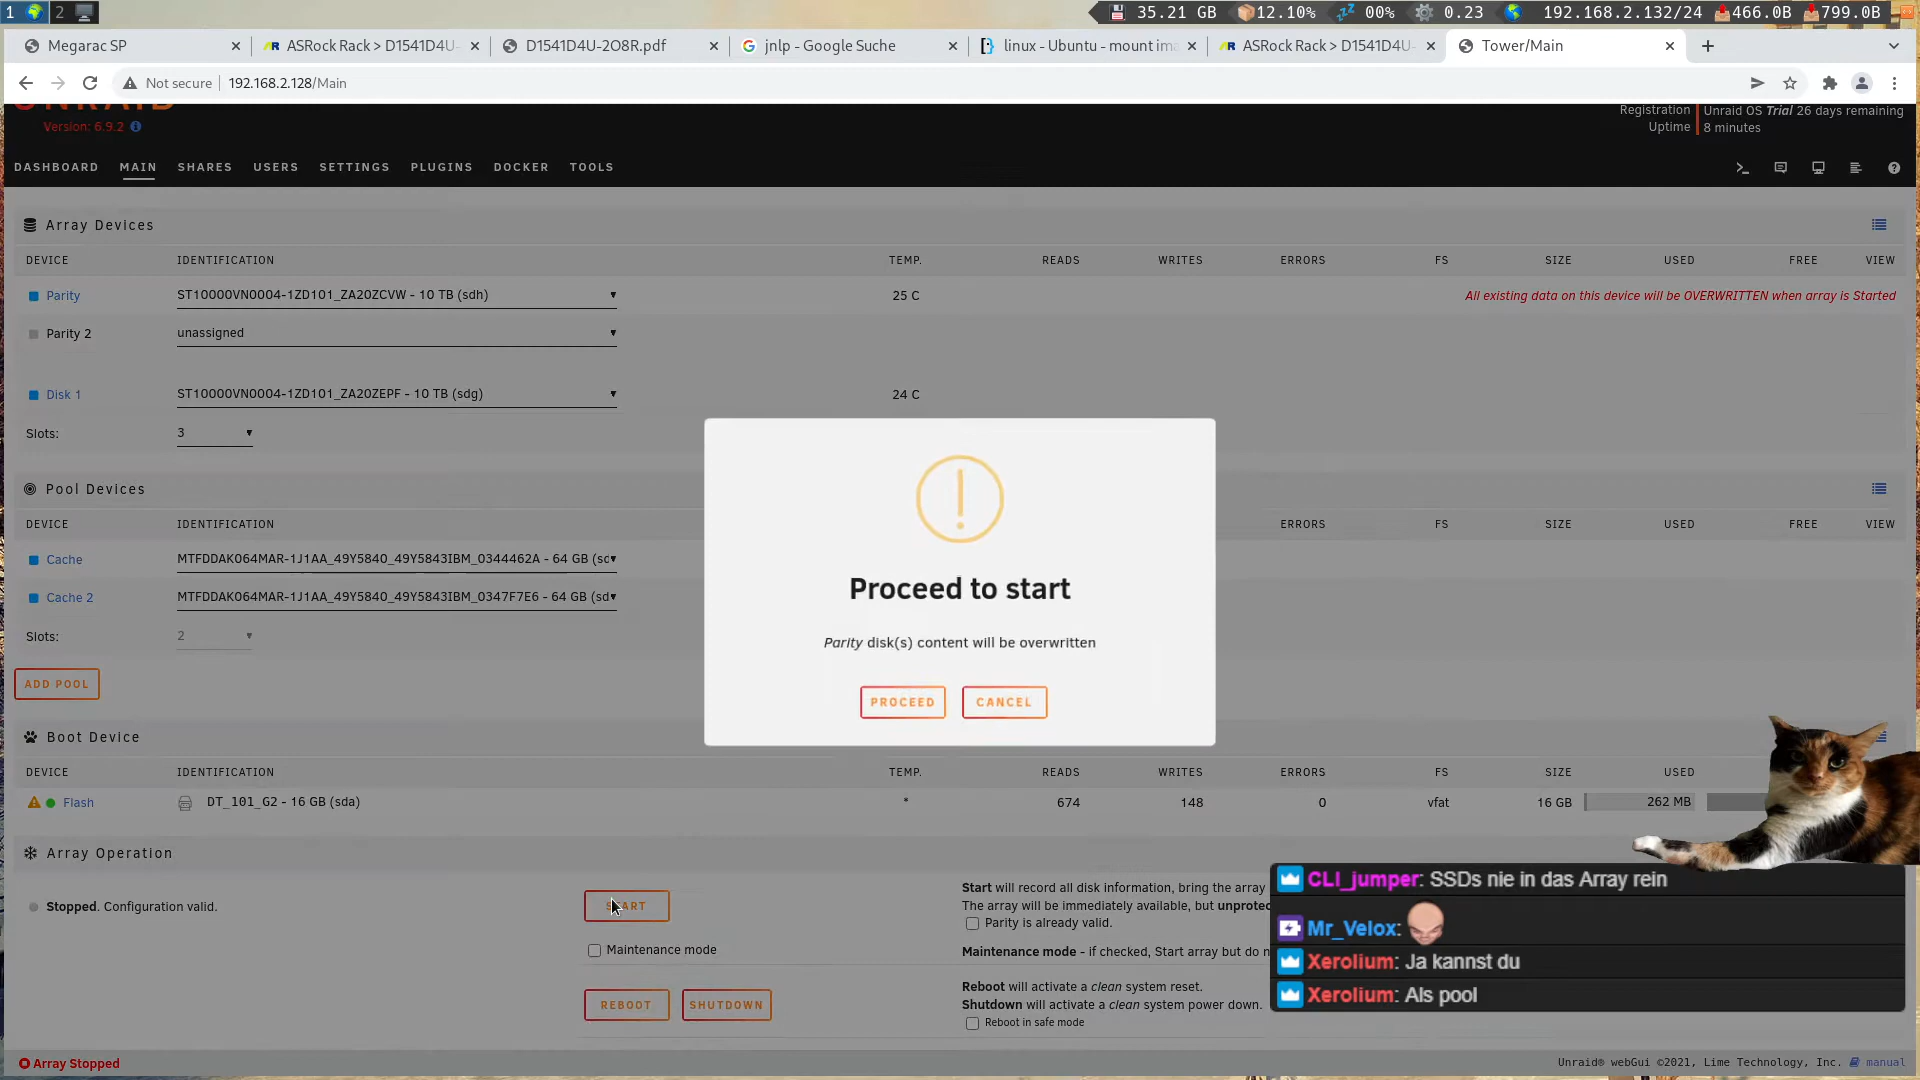 1 2 35.21 GB 12.10% 00% 0.23 192.168.2.132/24 466.0B 799.0B
Megarac SP ASRock Rack > D1541D4U- D1541D4U-2O8R.pdf jnlp - Google Suche linux - Ubuntu - mount ima ASRock Rack > D1541D4U- Tower/Main
Not secure 192.168.2.128/Main
UNRAID
Registration Unraid OS Trial 26 days remaining
Version: 6.9.2
Uptime 8 minutes
DASHBOARD MAIN SHARES USERS SETTINGS PLUGINS DOCKER TOOLS
Array Devices
DEVICE IDENTIFICATION TEMP. READS WRITES ERRORS FS SIZE USED FREE VIEW
Parity ST10000VN0004-1ZD101_ZA20ZCVW - 10 TB (sdh) 25 C All existing data on this device will be OVERWRITTEN when array is Started
Parity 2 unassigned
Disk 1 ST10000VN0004-1ZD101_ZA20ZEPF - 10 TB (sdg) 24 C
Slots: 3
Pool Devices
DEVICE IDENTIFICATION ERRORS FS SIZE USED FREE VIEW
Cache MTFDDAK064MAR-1J1AA_49Y5840_49Y5843IBM_0344462A - 64 GB (sd
Cache 2 MTFDDAK064MAR-1J1AA_49Y5840_49Y5843IBM_0347F7E6 - 64 GB (sd
Slots: 2
ADD POOL
Proceed to start
Parity disk(s) content will be overwritten
PROCEED CANCEL
Boot Device
DEVICE IDENTIFICATION TEMP. READS WRITES ERRORS FS SIZE USED
Flash DT_101_G2 - 16 GB (sda) * 674 148 0 vfat 16 GB 262 MB
Array Operation
Stopped. Configuration valid. START
Start will record all disk information, bring the array
The array will be immediately available, but unprotec
Parity is already valid.
Maintenance mode Maintenance mode - if checked, Start array but do n
REBOOT SHUTDOWN
Reboot will activate a clean system reset.
Shutdown will activate a clean system power down.
Reboot in safe mode
CLI_jumper: SSDs nie in das Array rein
Mr_Velox:
Xerolium: Ja kannst du
Xerolium: Als pool
Array Stopped Unraid® webGui ©2021, Lime Technology, Inc. manual